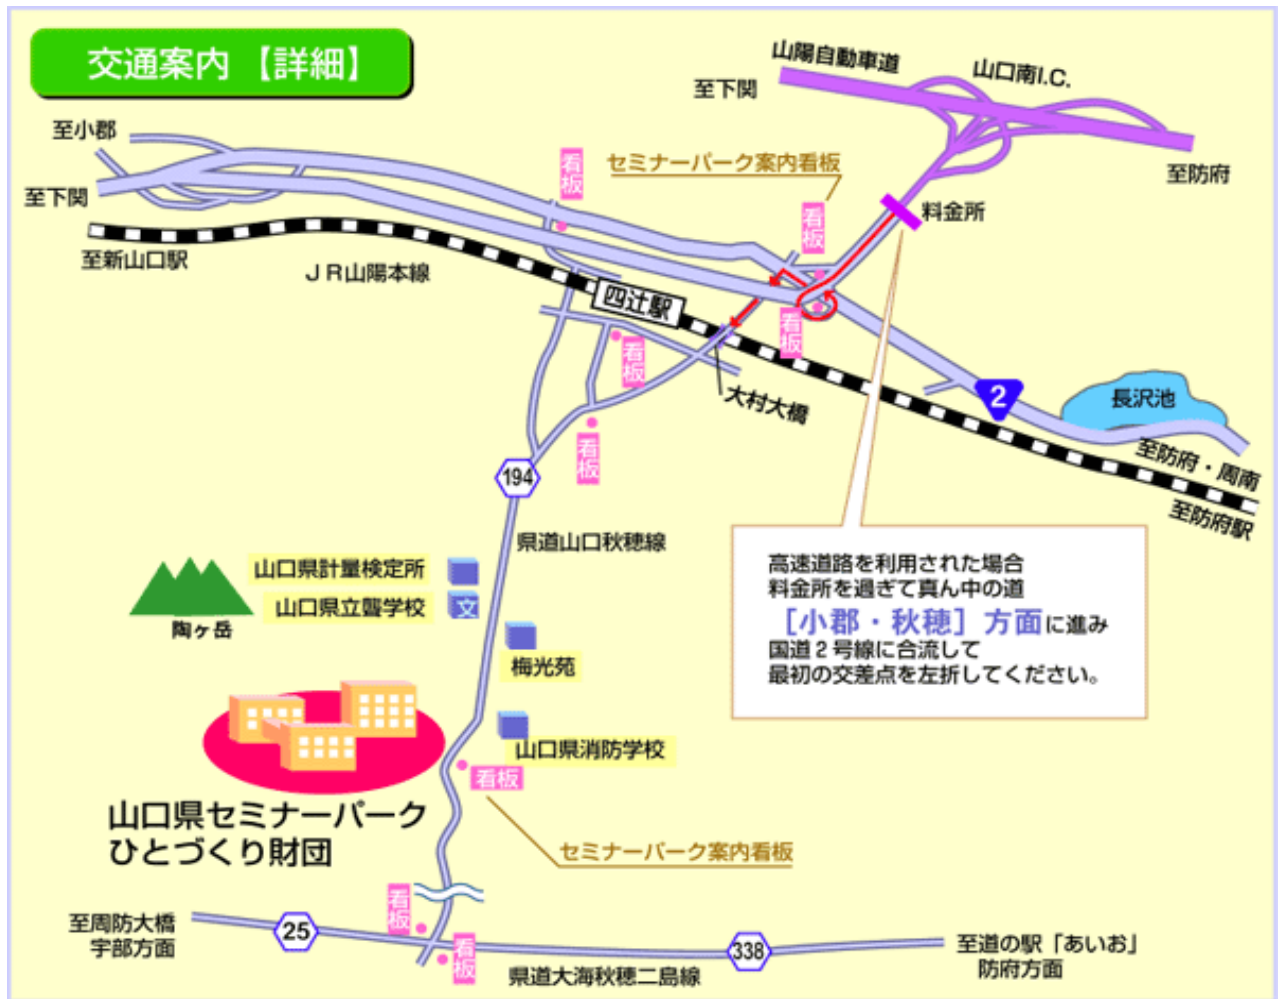 交通案内【詳細】
山陽自動車道
山口南I.C.
至下関
至防府
料金所
セミナーパーク案内看板
看板
看板
看板
至小郡
至下関
至新山口駅
JR山陽本線
四辻駅
看板
看板
大村大橋
2
長沢池
至防府・周南
至防府駅
194
県道山口秋穂線
高速道路を利用された場合
料金所を過ぎて真ん中の道
［小郡・秋穂］方面に進み
国道２号線に合流して
最初の交差点を左折してください。
山口県計量検定所
山口県立聾学校
文
陶ヶ岳
梅光苑
山口県消防学校
看板
山口県セミナーパーク
ひとづくり財団
セミナーパーク案内看板
看板
看板
至周防大橋
宇部方面
25
338
県道大海秋穂二島線
至道の駅「あいお」
防府方面